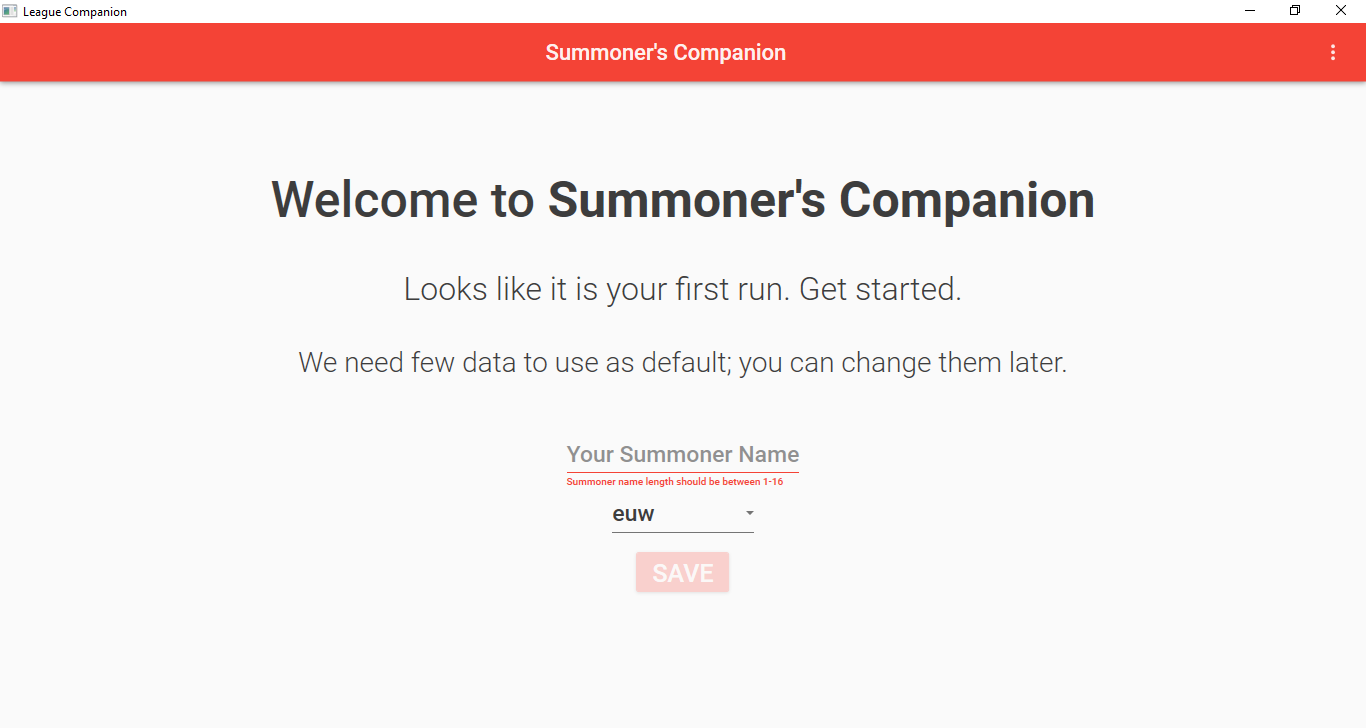 League Companion
Summoner's Companion
Welcome to Summoner's Companion
Looks like it is your first run. Get started.
We need few data to use as default; you can change them later.
Your Summoner Name
Summoner name length should be between 1-16
euw
SAVE